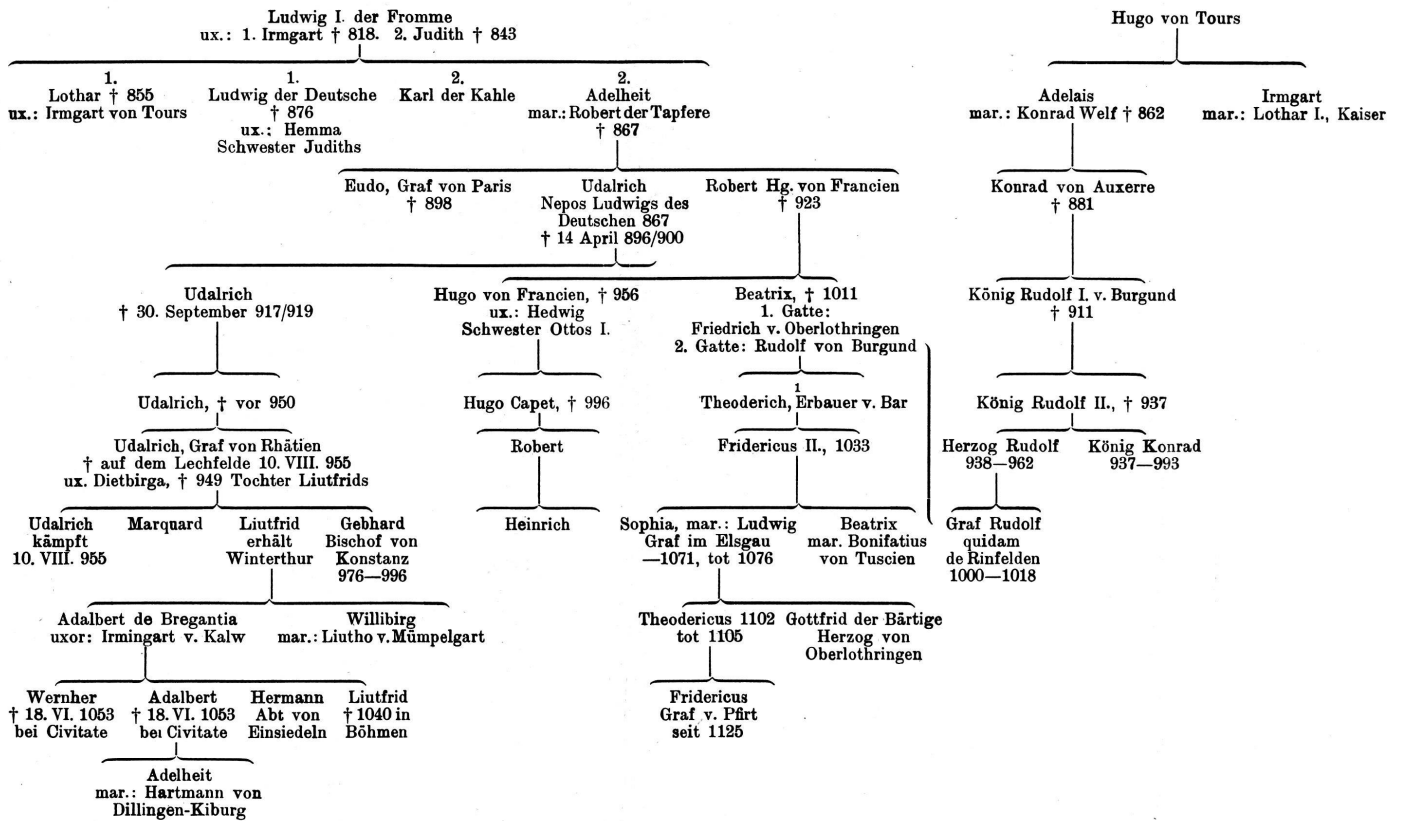 Ludwig I. der Fromme
ux.: 1. Irmgart † 818. 2. Judith † 843
Hugo von Tours
1.
Lothar † 855
ux.: Irmgart von Tours
1.
Ludwig der Deutsche
† 876
ux.: Hemma
Schwester Judiths
2.
Karl der Kahle
2.
Adelheit
mar.: Robert der Tapfere
† 867
Adelais
mar.: Konrad Welf † 862
Irmgart
mar.: Lothar I., Kaiser
Eudo, Graf von Paris
† 898
Udalrich
Nepos Ludwigs des
Deutschen 867
† 14 April 896/900
Robert Hg. von Francien
† 923
Konrad von Auxerre
† 881
Udalrich
† 30. September 917/919
Hugo von Francien, † 956
ux.: Hedwig
Schwester Ottos I.
Beatrix, † 1011
1. Gatte:
Friedrich v. Oberlothringen
2. Gatte: Rudolf von Burgund
König Rudolf I. v. Burgund
† 911
Udalrich, † vor 950
Hugo Capet, † 996
1
Theoderich, Erbauer v. Bar
König Rudolf II., † 937
Udalrich, Graf von Rhätien
† auf dem Lechfelde 10. VIII. 955
ux. Dietbirga, † 949 Tochter Liutfrids
Robert
Fridericus II., 1033
Herzog Rudolf
938—962
König Konrad
937—993
Udalrich
kämpft
10. VIII. 955
Marquard
Liutfrid
erhält
Winterthur
Gebhard
Bischof von
Konstanz
976—996
Heinrich
Sophia, mar.: Ludwig
Graf im Elsgau
—1071, tot 1076
Beatrix
mar. Bonifatius
von Tuscien
Graf Rudolf
quidam
de Rinfelden
1000—1018
Adalbert de Bregantia
uxor: Irmingart v. Kalw
Willibirg
mar.: Liutho v. Mümpelgart
Theodericus 1102
tot 1105
Gottfrid der Bärtige
Herzog von
Oberlothringen
Wernher
† 18. VI. 1053
bei Civitate
Adalbert
† 18. VI. 1053
bei Civitate
Hermann
Abt von
Einsiedeln
Liutfrid
† 1040 in
Böhmen
Fridericus
Graf v. Pfirt
seit 1125
Adelheit
mar.: Hartmann von
Dillingen-Kiburg